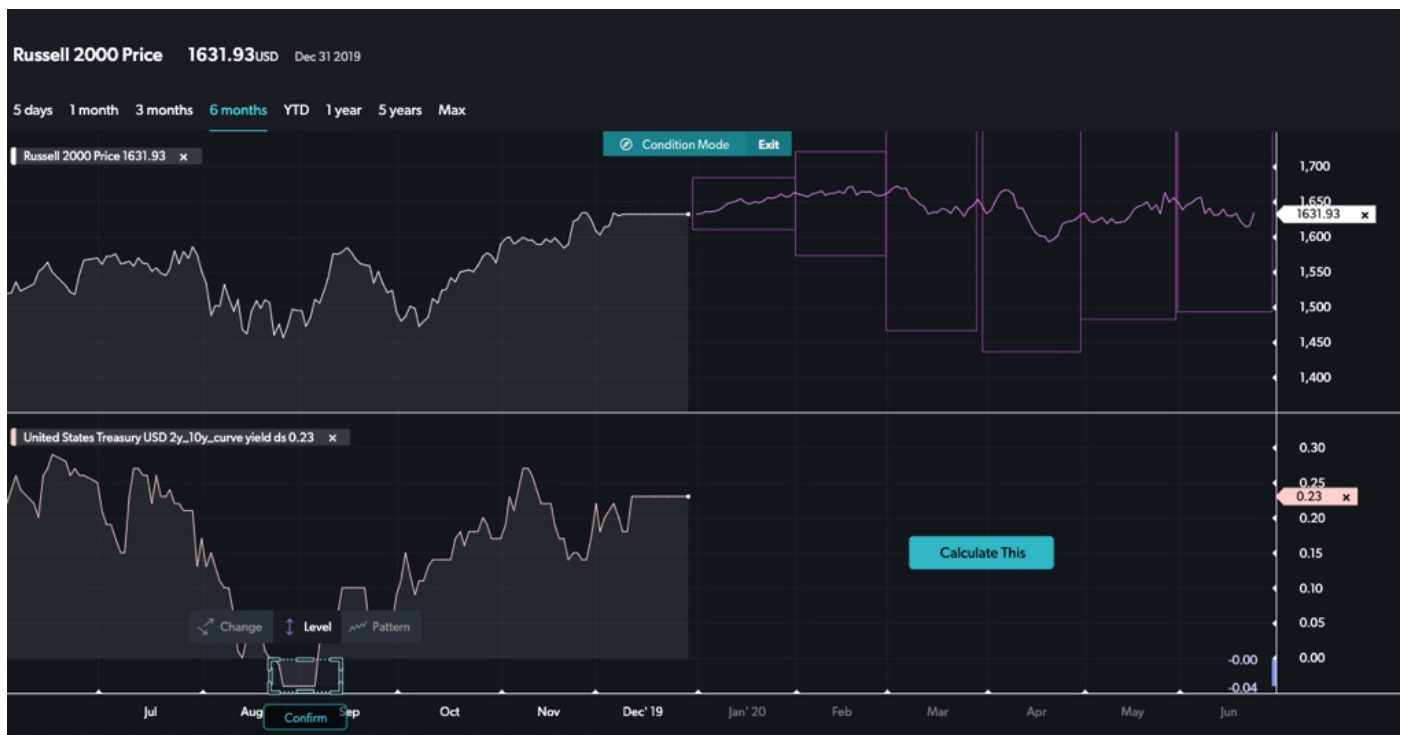 Russell 2000 Price 1631.93USD Dec 31 2019
5 days 1 month 3 months 6 months YTD 1 year 5 years Max
Condition Mode Exit
Russell 2000 Price 1631.93 ×
1,700
1,650
1631.93 ×
1,600
1,550
1,500
1,450
1,400
United States Treasury USD 2y_10y_curve yield ds 0.23 ×
0.30
0.25
0.23 ×
0.20
Calculate This
0.15
0.10
0.05
Change Level Pattern
-0.00 0.00
-0.04
Jul Aug Sep Oct Nov Dec' 19 Jan' 20 Feb Mar Apr May Jun
Confirm